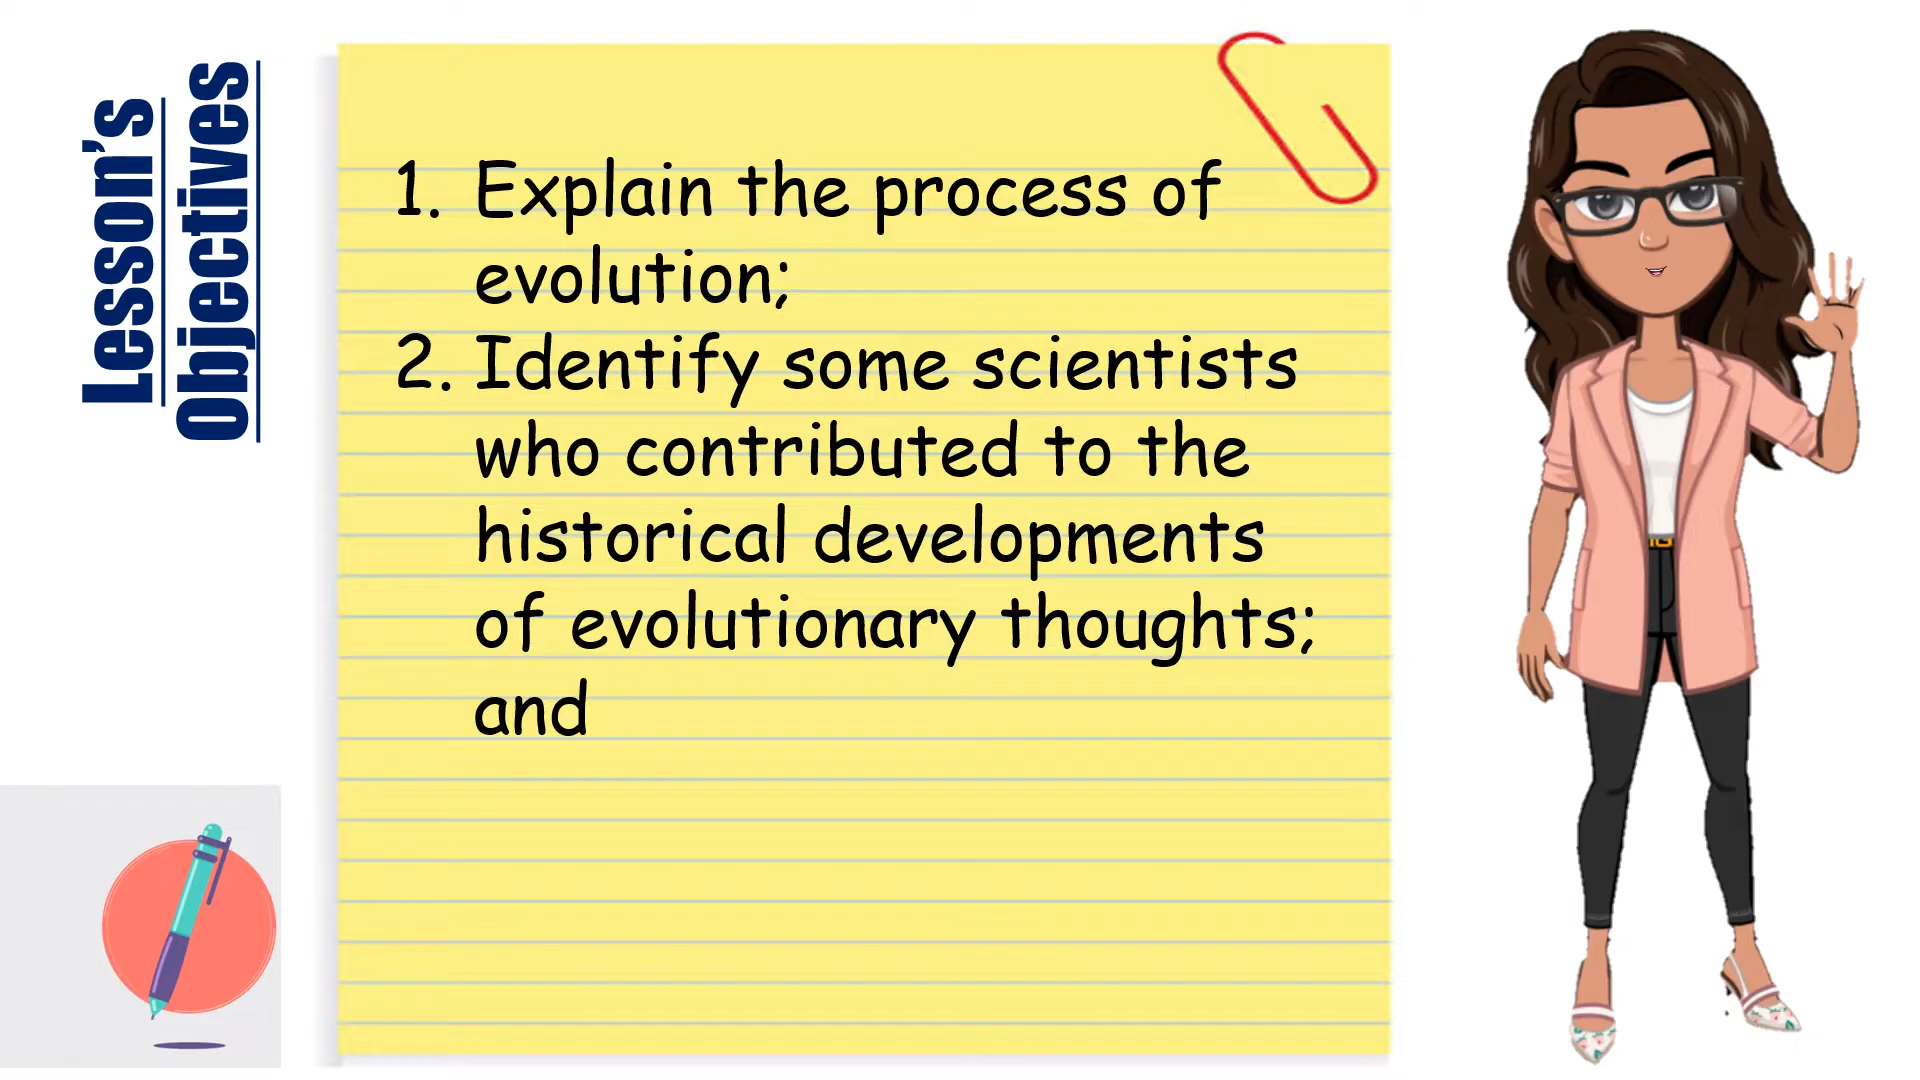 Lesson's
Objectives
1. Explain the process of
evolution;
2. Identify some scientists
who contributed to the
historical developments
of evolutionary thoughts;
and